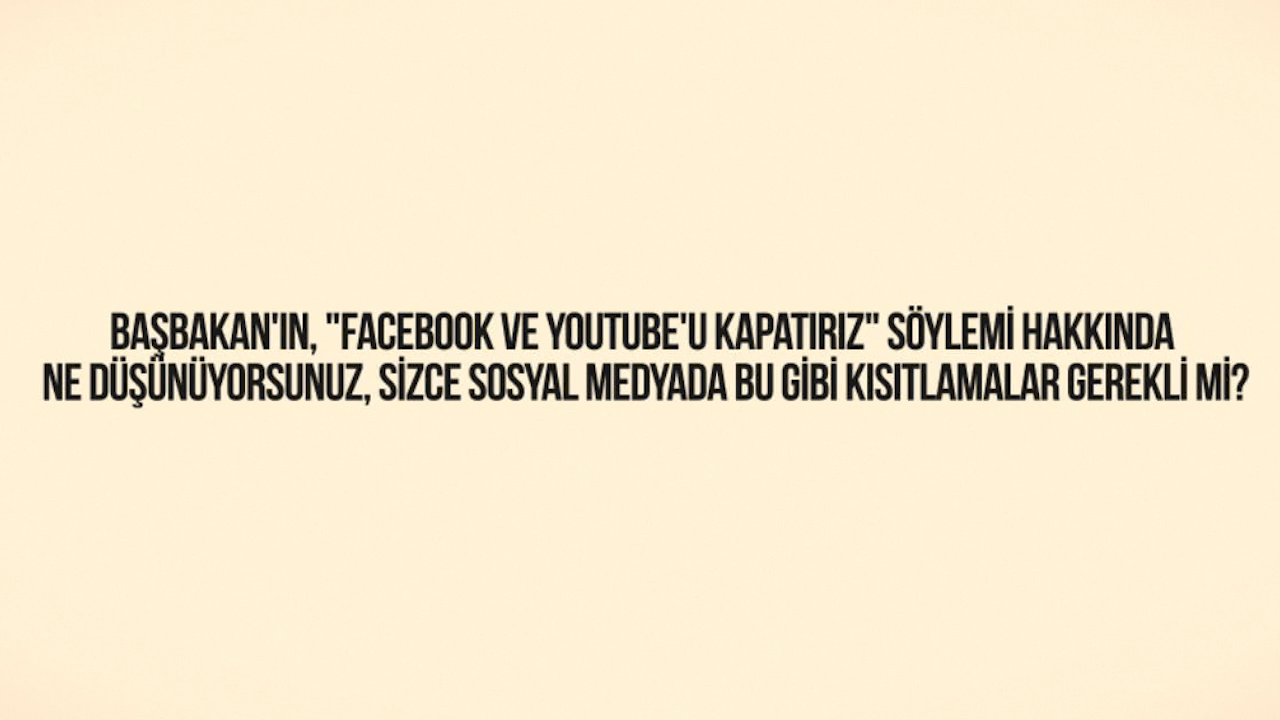 BAŞBAKAN'IN, "FACEBOOK VE YOUTUBE'U KAPATIRIZ" SÖYLEMİ HAKKINDA
NE DÜŞÜNÜYORSUNUZ, SİZCE SOSYAL MEDYADA BU GİBİ KISITLAMALAR GEREKLİ Mİ?